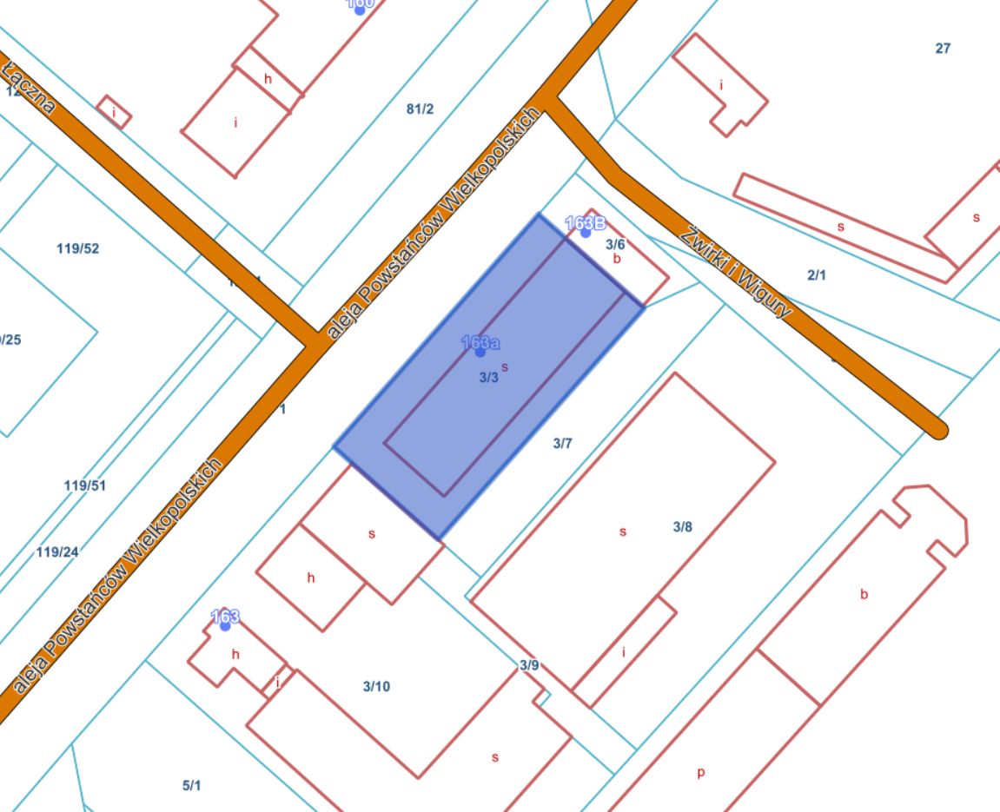 160
27
Łączna
h
i
i
81/2
i
aleja Powstańców Wielkopolskich
163B
3/6
b
s
s
119/52
Żwirki i Wigury
2/1
163a
s
3/3
1
3/7
119/51
119/24
aleja Powstańców Wielkopolskich
s
3/8
s
h
b
163
h
i
i
3/9
3/10
s
p
5/1